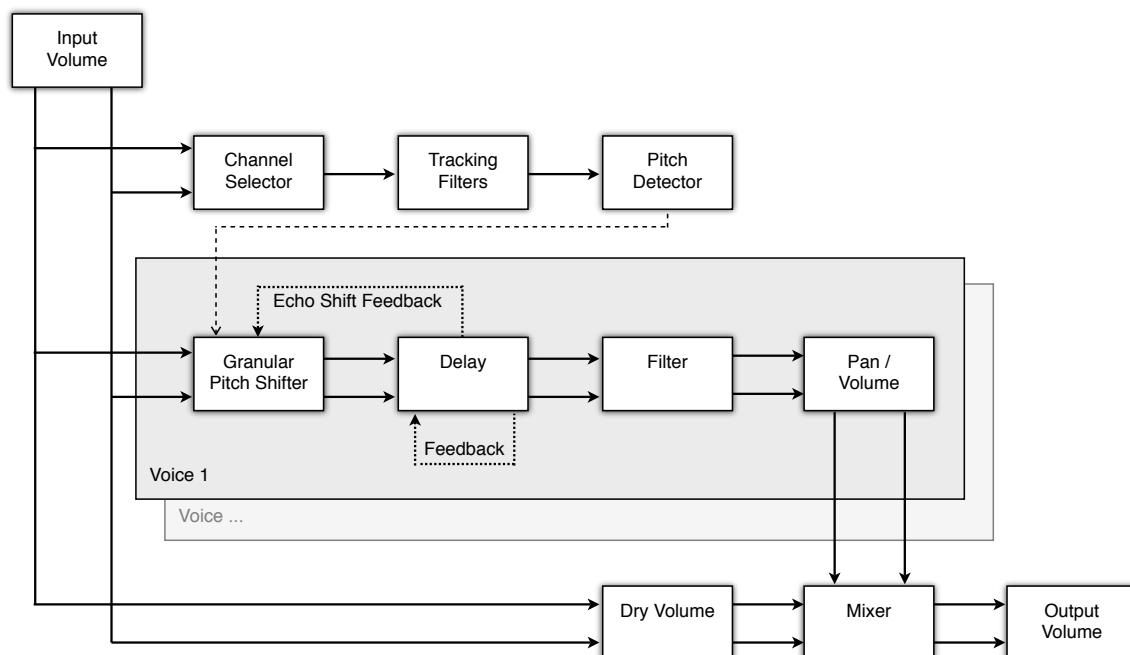 Input
Volume
Channel
Selector
Tracking
Filters
Pitch
Detector
Echo Shift Feedback
Granular
Pitch Shifter
Delay
Filter
Pan /
Volume
Feedback
Voice 1
Voice ...
Dry Volume
Mixer
Output
Volume